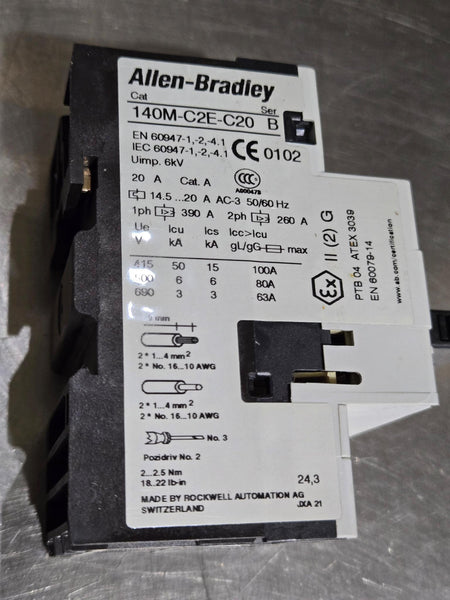 Allen-Bradley
Cat Ser
140M-C2E-C20 B
EN 60947-1,-2,-4.1
IEC 60947-1,-2,-4.1
Uimp. 6kV
CE 0102
CCC
A000478
20 A Cat. A
14.5...20 A AC-3 50/60 Hz
1ph 390 A 2ph 260 A
Ue Icu Ics Icc>Icu
V kA kA gL/gG max
415 50 15 100A
6 6 80A
690 3 3 63A
mm
2 * 1...4 mm²
2 * No. 16...10 AWG
2 * 1...4 mm²
2 * No. 16...10 AWG
No. 3
Pozidriv No. 2
2...2.5 Nm
18...22 lb-in
MADE BY ROCKWELL AUTOMATION AG
SWITZERLAND
24,3
JXA 21
Ex II (2) G
PTB 04 ATEX 3039
EN 60079-14
www.ab.com/certification